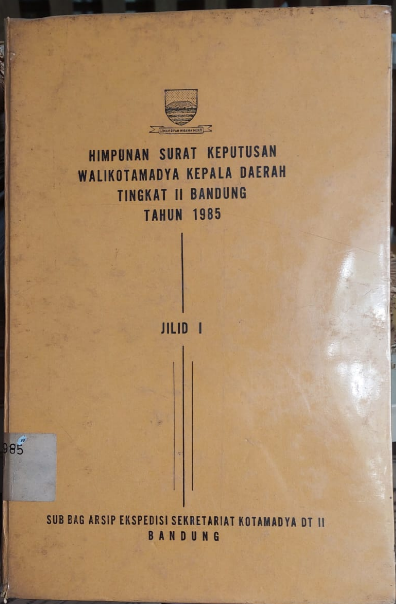 HIMPUNAN SURAT KEPUTUSAN
WALIKOTAMADYA KEPALA DAERAH
TINGKAT II BANDUNG
TAHUN 1985
JILID I
985
SUB BAG ARSIP EKSPEDISI SEKRETARIAT KOTAMADYA DT II
BANDUNG